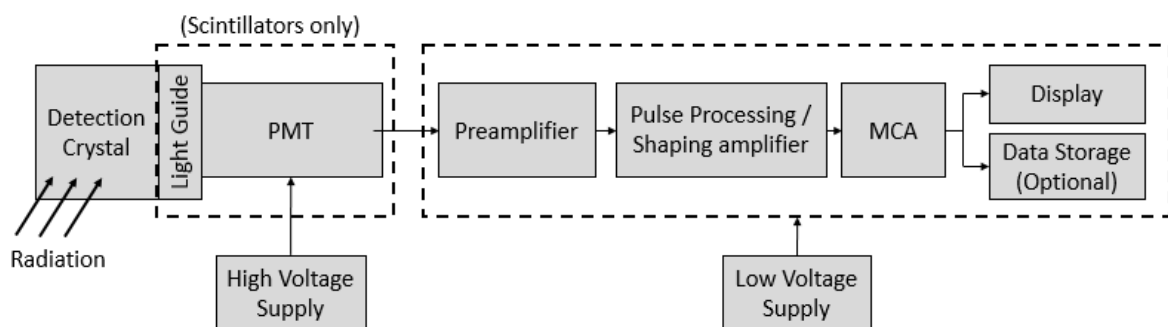 (Scintillators only)
Detection
Crystal
Light Guide
PMT
Preamplifier
Pulse Processing /
Shaping amplifier
MCA
Display
Data Storage
(Optional)
Radiation
High Voltage
Supply
Low Voltage
Supply